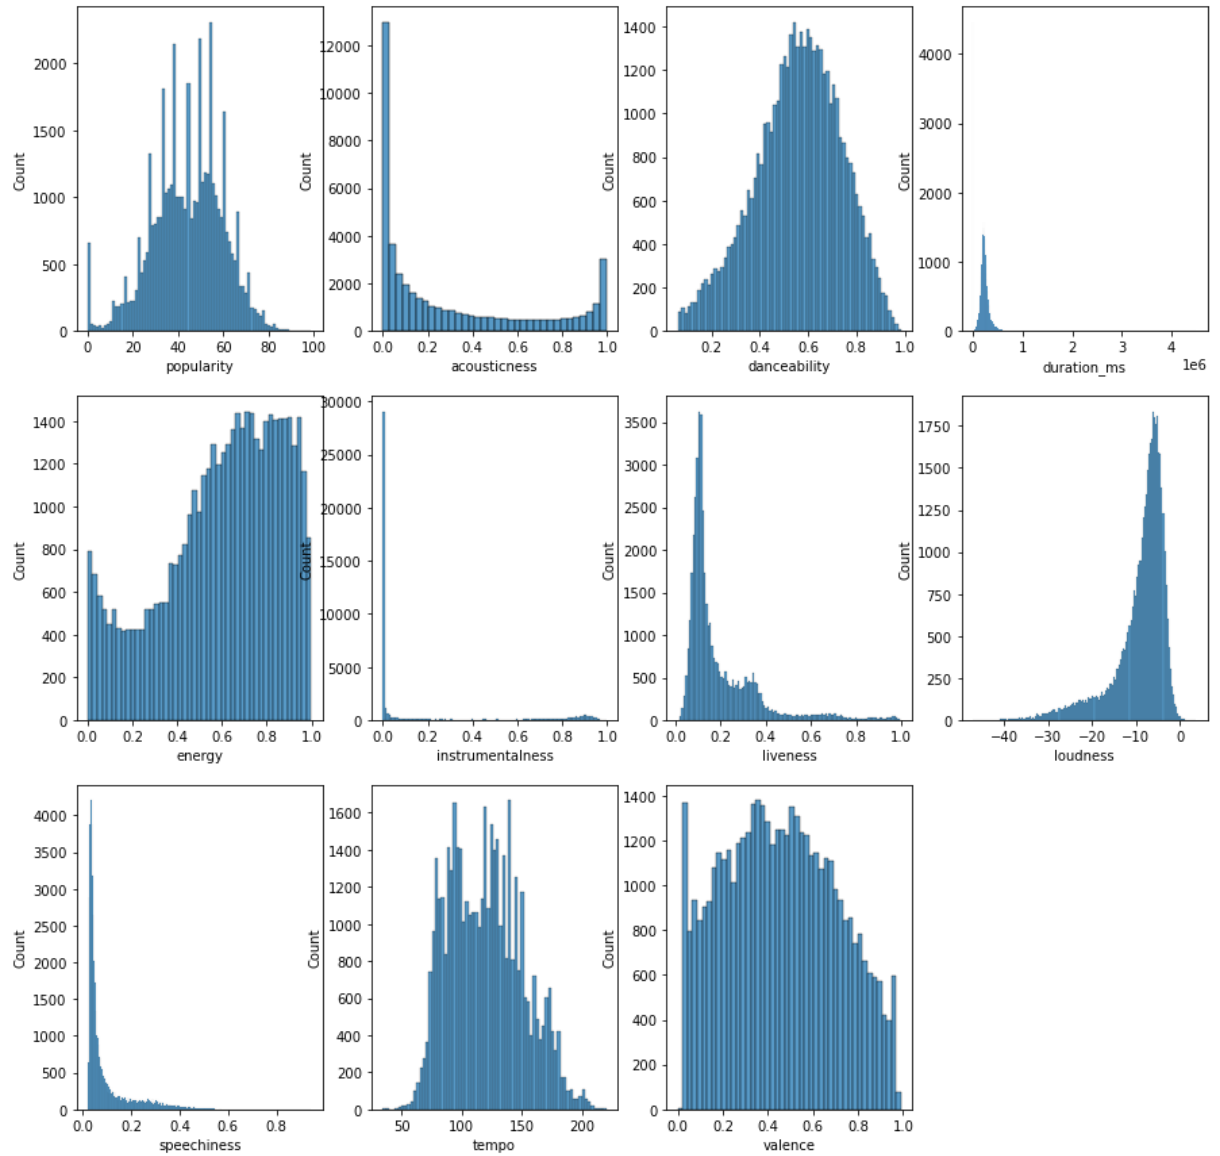 2000
1500
1000
500
0
Count
0 20 40 60 80 100
popularity
12000
10000
8000
6000
4000
2000
0
Count
0.0 0.2 0.4 0.6 0.8 1.0
acousticness
1400
1200
1000
800
600
400
200
0
Count
0.2 0.4 0.6 0.8 1.0
danceability
4000
3000
2000
1000
0
Count
0 1 2 3 4
1e6
duration_ms
1400
1200
1000
800
600
400
200
0
Count
0.0 0.2 0.4 0.6 0.8 1.0
energy
30000
25000
20000
15000
10000
5000
0
Count
0.0 0.2 0.4 0.6 0.8 1.0
instrumentalness
3500
3000
2500
2000
1500
1000
500
0
Count
0.0 0.2 0.4 0.6 0.8 1.0
liveness
1750
1500
1250
1000
750
500
250
0
Count
−40 −30 −20 −10 0
loudness
4000
3500
3000
2500
2000
1500
1000
500
0
Count
0.0 0.2 0.4 0.6 0.8
speechiness
1600
1400
1200
1000
800
600
400
200
0
Count
50 100 150 200
tempo
1400
1200
1000
800
600
400
200
0
Count
0.0 0.2 0.4 0.6 0.8 1.0
valence